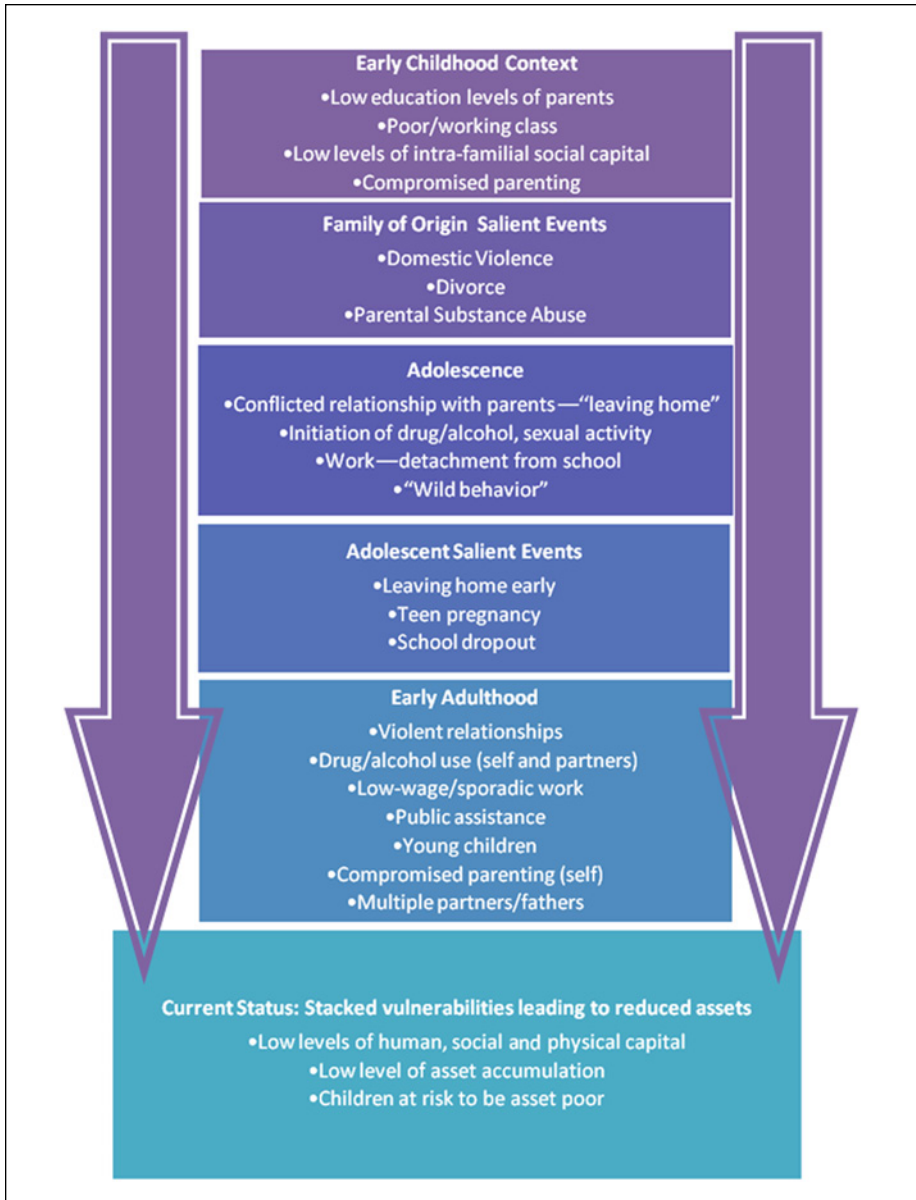 Early Childhood Context
•Low education levels of parents
•Poor/working class
•Low levels of intra-familial social capital
•Compromised parenting
Family of Origin Salient Events
•Domestic Violence
•Divorce
•Parental Substance Abuse
Adolescence
•Conflicted relationship with parents—“leaving home”
•Initiation of drug/alcohol, sexual activity
•Work—detachment from school
•“Wild behavior”
Adolescent Salient Events
•Leaving home early
•Teen pregnancy
•School dropout
Early Adulthood
•Violent relationships
•Drug/alcohol use (self and partners)
•Low-wage/sporadic work
•Public assistance
•Young children
•Compromised parenting (self)
•Multiple partners/fathers
Current Status: Stacked vulnerabilities leading to reduced assets
•Low levels of human, social and physical capital
•Low level of asset accumulation
•Children at risk to be asset poor